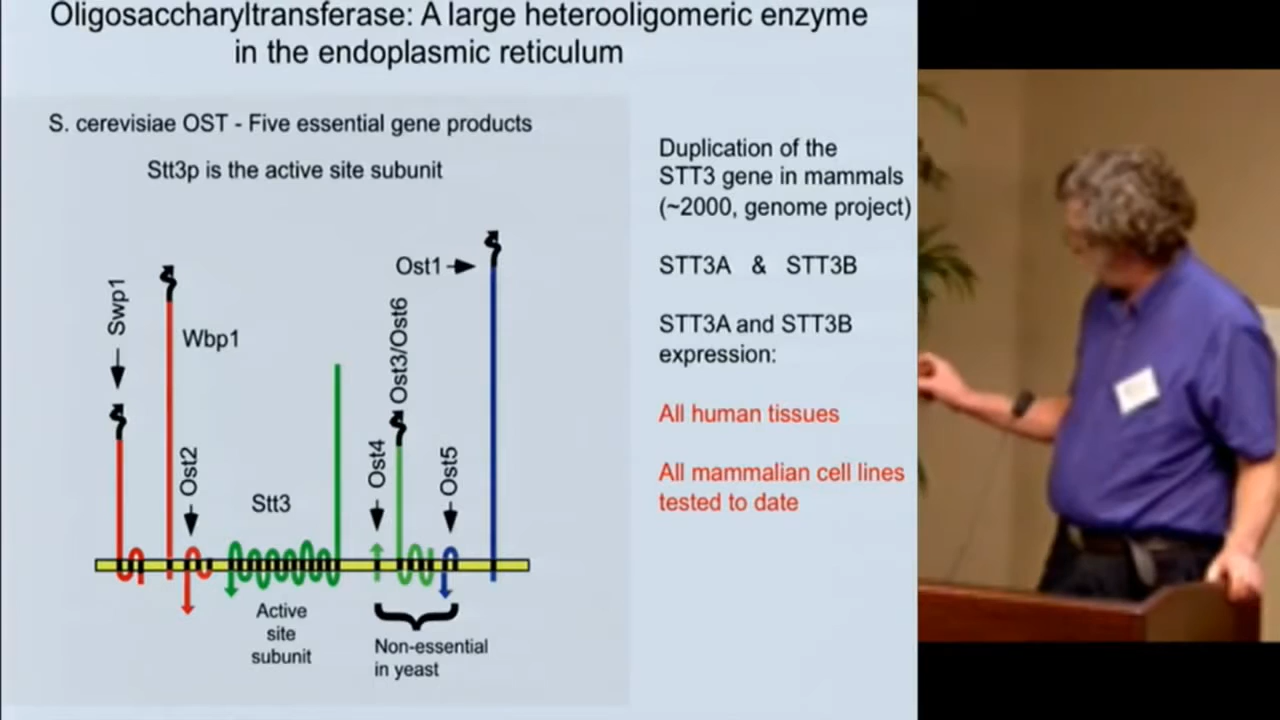 Oligosaccharyltransferase: A large heterooligomeric enzyme
in the endoplasmic reticulum
S. cerevisiae OST - Five essential gene products
Stt3p is the active site subunit
Swp1
Wbp1
Ost2
Stt3
Ost4
Ost3/Ost6
Ost5
Ost1
Active
site
subunit
Non-essential
in yeast
Duplication of the
STT3 gene in mammals
(~2000, genome project)
STT3A & STT3B
STT3A and STT3B
expression:
All human tissues
All mammalian cell lines
tested to date